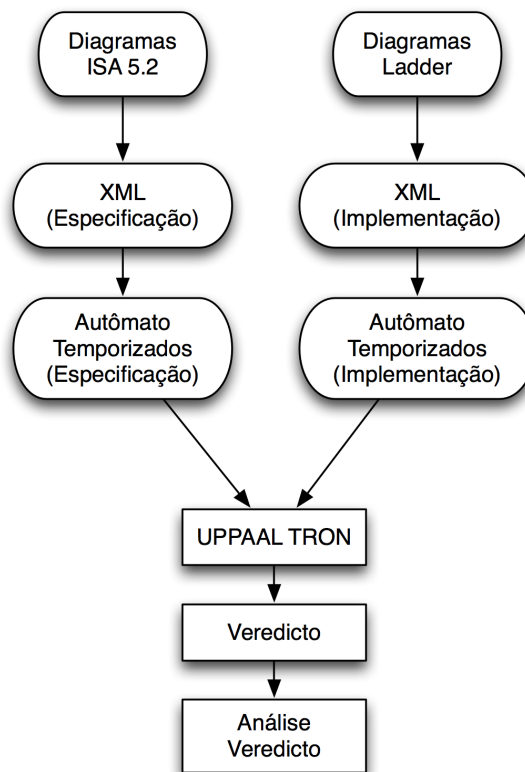 Diagramas
ISA 5.2
Diagramas
Ladder
XML
(Especificação)
XML
(Implementação)
Autômato
Temporizados
(Especificação)
Autômato
Temporizados
(Implementação)
UPPAAL TRON
Veredicto
Análise
Veredicto